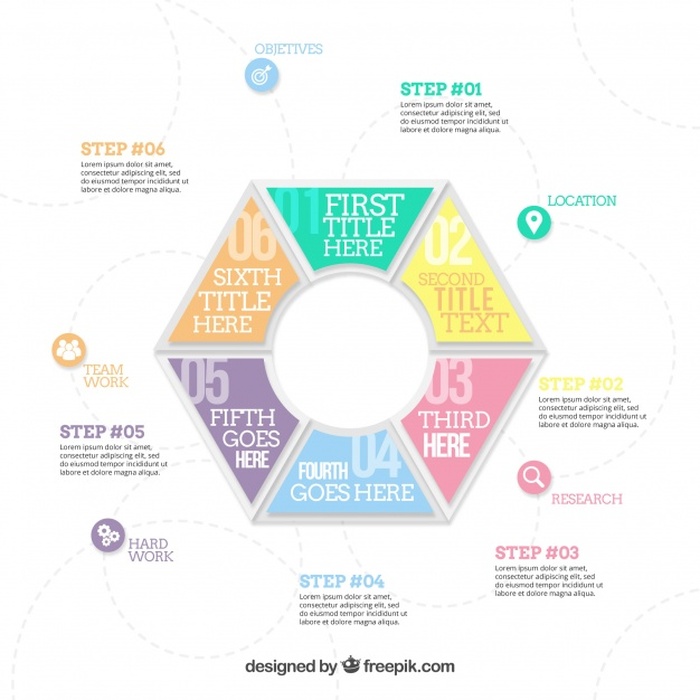 OBJETIVES
STEP #01
Lorem ipsum dolor sit amet,
consectetur adipiscing elit, sed
do eiusmod tempor incididunt ut
labore et dolore magna aliqua.
STEP #06
Lorem ipsum dolor sit amet,
consectetur adipiscing elit, sed
do eiusmod tempor incididunt ut
labore et dolore magna aliqua.
LOCATION
01
FIRST
TITLE
HERE
06
SIXTH
TITLE
HERE
02
SECOND
TITLE
TEXT
TEAM
WORK
05
FIFTH
GOES
HERE
03
THIRD
HERE
STEP #02
Lorem ipsum dolor sit amet,
consectetur adipiscing elit, sed
do eiusmod tempor incididunt ut
labore et dolore magna aliqua.
STEP #05
Lorem ipsum dolor sit amet,
consectetur adipiscing elit, sed
do eiusmod tempor incididunt ut
labore et dolore magna aliqua.
04
FOURTH
GOES HERE
RESEARCH
HARD
WORK
STEP #03
Lorem ipsum dolor sit amet,
consectetur adipiscing elit, sed
do eiusmod tempor incididunt ut
labore et dolore magna aliqua.
STEP #04
Lorem ipsum dolor sit amet,
consectetur adipiscing elit, sed
do eiusmod tempor incididunt ut
labore et dolore magna aliqua.
designed by freepik.com